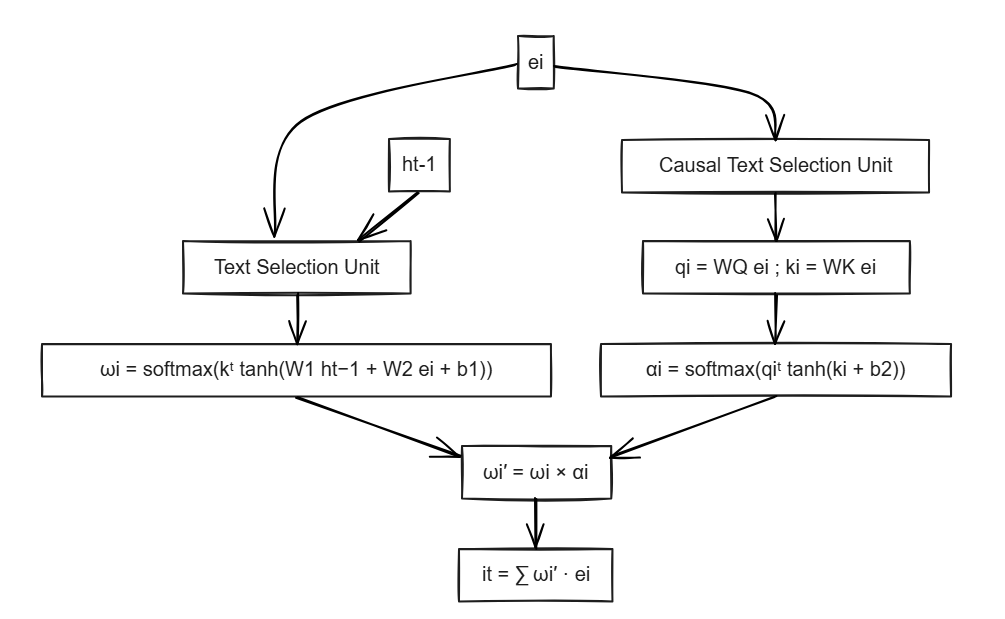 ei
ht-1
Causal Text Selection Unit
Text Selection Unit
qi = WQ ei ; ki = WK ei
ωi = softmax(kᵗ tanh(W1 ht−1 + W2 ei + b1))
αi = softmax(qiᵗ tanh(ki + b2))
ωi′ = ωi × αi
it = ∑ ωi′ · ei